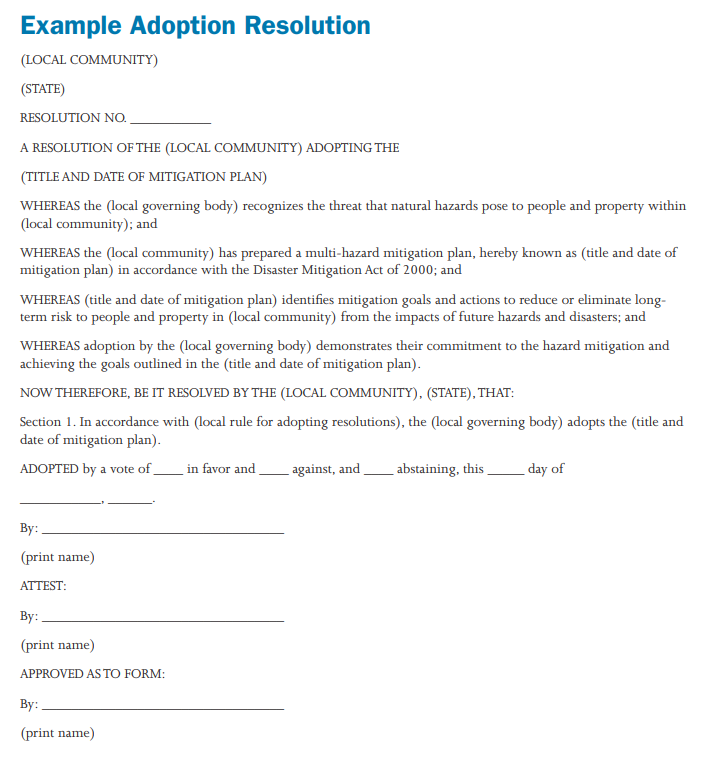 Example Adoption Resolution
(LOCAL COMMUNITY)
(STATE)
RESOLUTION NO. ____________
A RESOLUTION OF THE (LOCAL COMMUNITY) ADOPTING THE
(TITLE AND DATE OF MITIGATION PLAN)
WHEREAS the (local governing body) recognizes the threat that natural hazards pose to people and property within
(local community); and
WHEREAS the (local community) has prepared a multi-hazard mitigation plan, hereby known as (title and date of
mitigation plan) in accordance with the Disaster Mitigation Act of 2000; and
WHEREAS (title and date of mitigation plan) identifies mitigation goals and actions to reduce or eliminate long-
term risk to people and property in (local community) from the impacts of future hazards and disasters; and
WHEREAS adoption by the (local governing body) demonstrates their commitment to the hazard mitigation and
achieving the goals outlined in the (title and date of mitigation plan).
NOW THEREFORE, BE IT RESOLVED BY THE (LOCAL COMMUNITY), (STATE), THAT:
Section 1. In accordance with (local rule for adopting resolutions), the (local governing body) adopts the (title and
date of mitigation plan).
ADOPTED by a vote of ____ in favor and ____ against, and ____ abstaining, this _____ day of
____________, ______.
By: ____________________________________
(print name)
ATTEST:
By: ____________________________________
(print name)
APPROVED AS TO FORM:
By: ____________________________________
(print name)